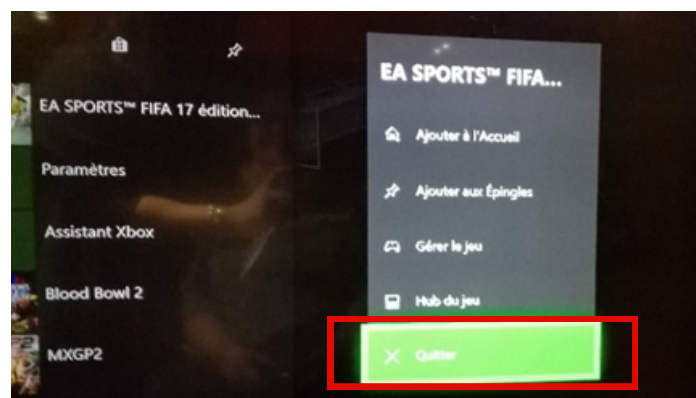 EA SPORTS™ FIFA 17 édition...
Paramètres
Assistant Xbox
Blood Bowl 2
MXGP2
EA SPORTS™ FIFA...
Ajouter à l'Accueil
Ajouter aux Épingles
Gérer le jeu
Hub du jeu
Quitter